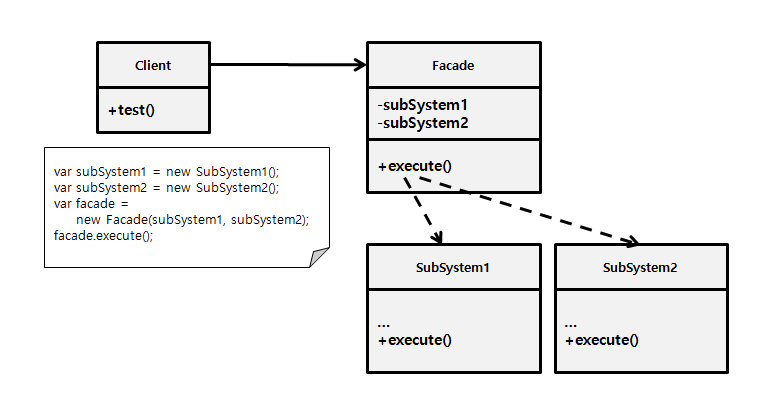 Client
+test()
Facade
-subSystem1
-subSystem2
+execute()
var subSystem1 = new SubSystem1();
var subSystem2 = new SubSystem2();
var facade =
new Facade(subSystem1, subSystem2);
facade.execute();
SubSystem1
...
+execute()
SubSystem2
...
+execute()